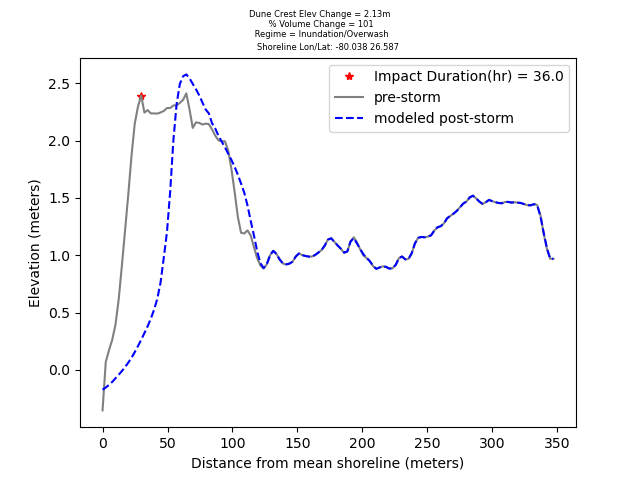 Dune Crest Elev Change = 2.13m
% Volume Change = 101
Regime = Inundation/Overwash
Shoreline Lon/Lat: -80.038 26.587
Impact Duration(hr) = 36.0
pre-storm
modeled post-storm
Elevation (meters)
2.5
2.0
1.5
1.0
0.5
0.0
0 50 100 150 200 250 300 350
Distance from mean shoreline (meters)